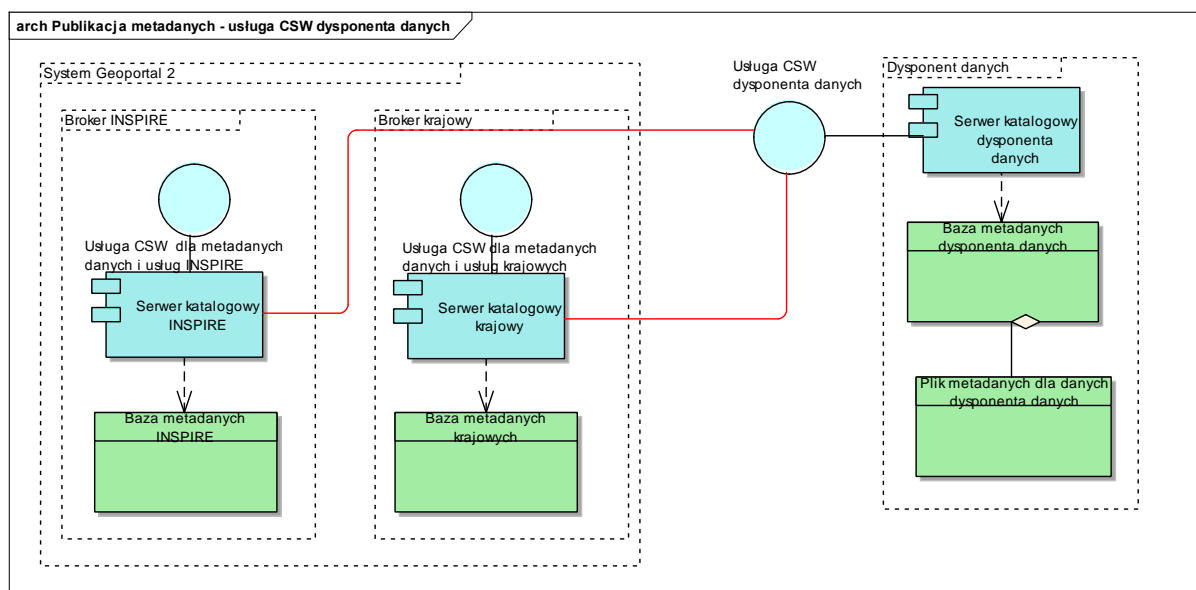 arch Publikacja metadanych - usługa CSW dysponenta danych
System Geoportal 2
Broker INSPIRE
Usługa CSW dla metadanych
danych i usług INSPIRE
Serwer katalogowy
INSPIRE
Baza metadanych
INSPIRE
Broker krajowy
Usługa CSW dla metadanych
danych i usług krajowych
Serwer katalogowy
krajowy
Baza metadanych
krajowych
Usługa CSW
dysponenta danych
Dysponent danych
Serwer katalogowy
dysponenta
danych
Baza metadanych
dysponenta danych
Plik metadanych dla danych
dysponenta danych